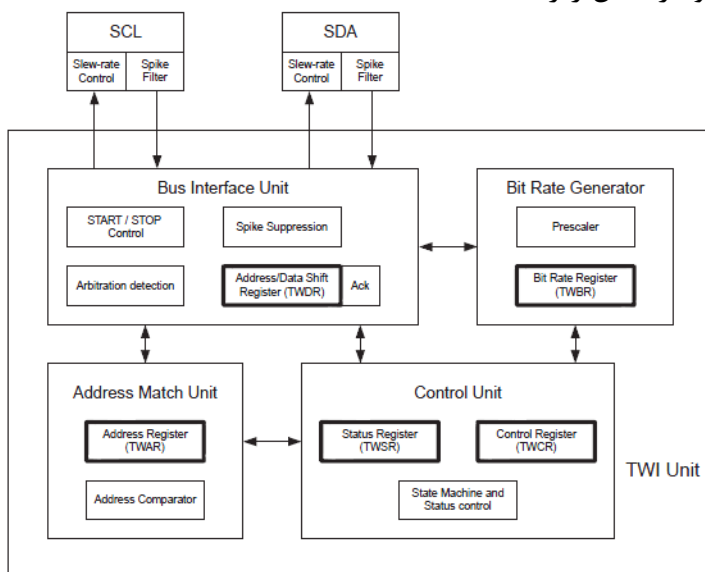 SCL
SDA
Slew-rate
Control
Spike
Filter
Slew-rate
Control
Spike
Filter
Bus Interface Unit
START / STOP
Control
Spike Suppression
Arbitration detection
Address/Data Shift
Register (TWDR)
Ack
Bit Rate Generator
Prescaler
Bit Rate Register
(TWBR)
Address Match Unit
Address Register
(TWAR)
Address Comparator
Control Unit
Status Register
(TWSR)
Control Register
(TWCR)
State Machine and
Status control
TWI Unit